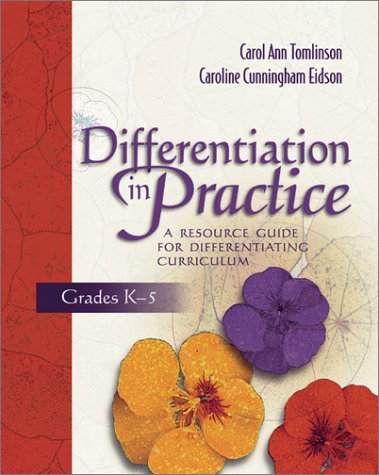 Carol Ann Tomlinson
Caroline Cunningham Eidson
Differentiation
in Practice
A RESOURCE GUIDE
FOR DIFFERENTIATING
CURRICULUM
Grades K–5